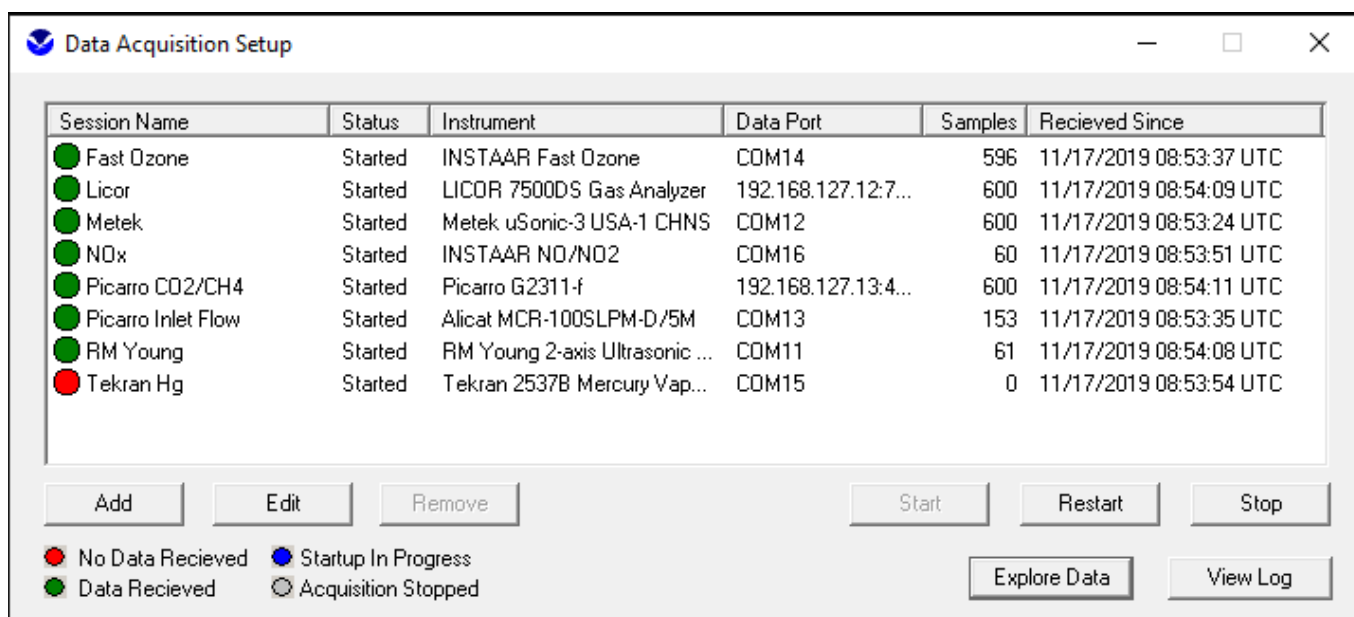 Data Acquisition Setup
Session Name Status Instrument Data Port Samples Recieved Since
Fast Ozone Started INSTAAR Fast Ozone COM14 596 11/17/2019 08:53:37 UTC
Licor Started LICOR 7500DS Gas Analyzer 192.168.127.12:7... 600 11/17/2019 08:54:09 UTC
Metek Started Metek uSonic-3 USA-1 CHNS COM12 600 11/17/2019 08:53:24 UTC
NOx Started INSTAAR NO/NO2 COM16 60 11/17/2019 08:53:51 UTC
Picarro CO2/CH4 Started Picarro G2311-f 192.168.127.13:4... 600 11/17/2019 08:54:11 UTC
Picarro Inlet Flow Started Alicat MCR-100SLPM-D/5M COM13 153 11/17/2019 08:53:35 UTC
RM Young Started RM Young 2-axis Ultrasonic ... COM11 61 11/17/2019 08:54:08 UTC
Tekran Hg Started Tekran 2537B Mercury Vap... COM15 0 11/17/2019 08:53:54 UTC
Add Edit Remove Start Restart Stop
No Data Recieved Startup In Progress
Data Recieved Acquisition Stopped
Explore Data View Log